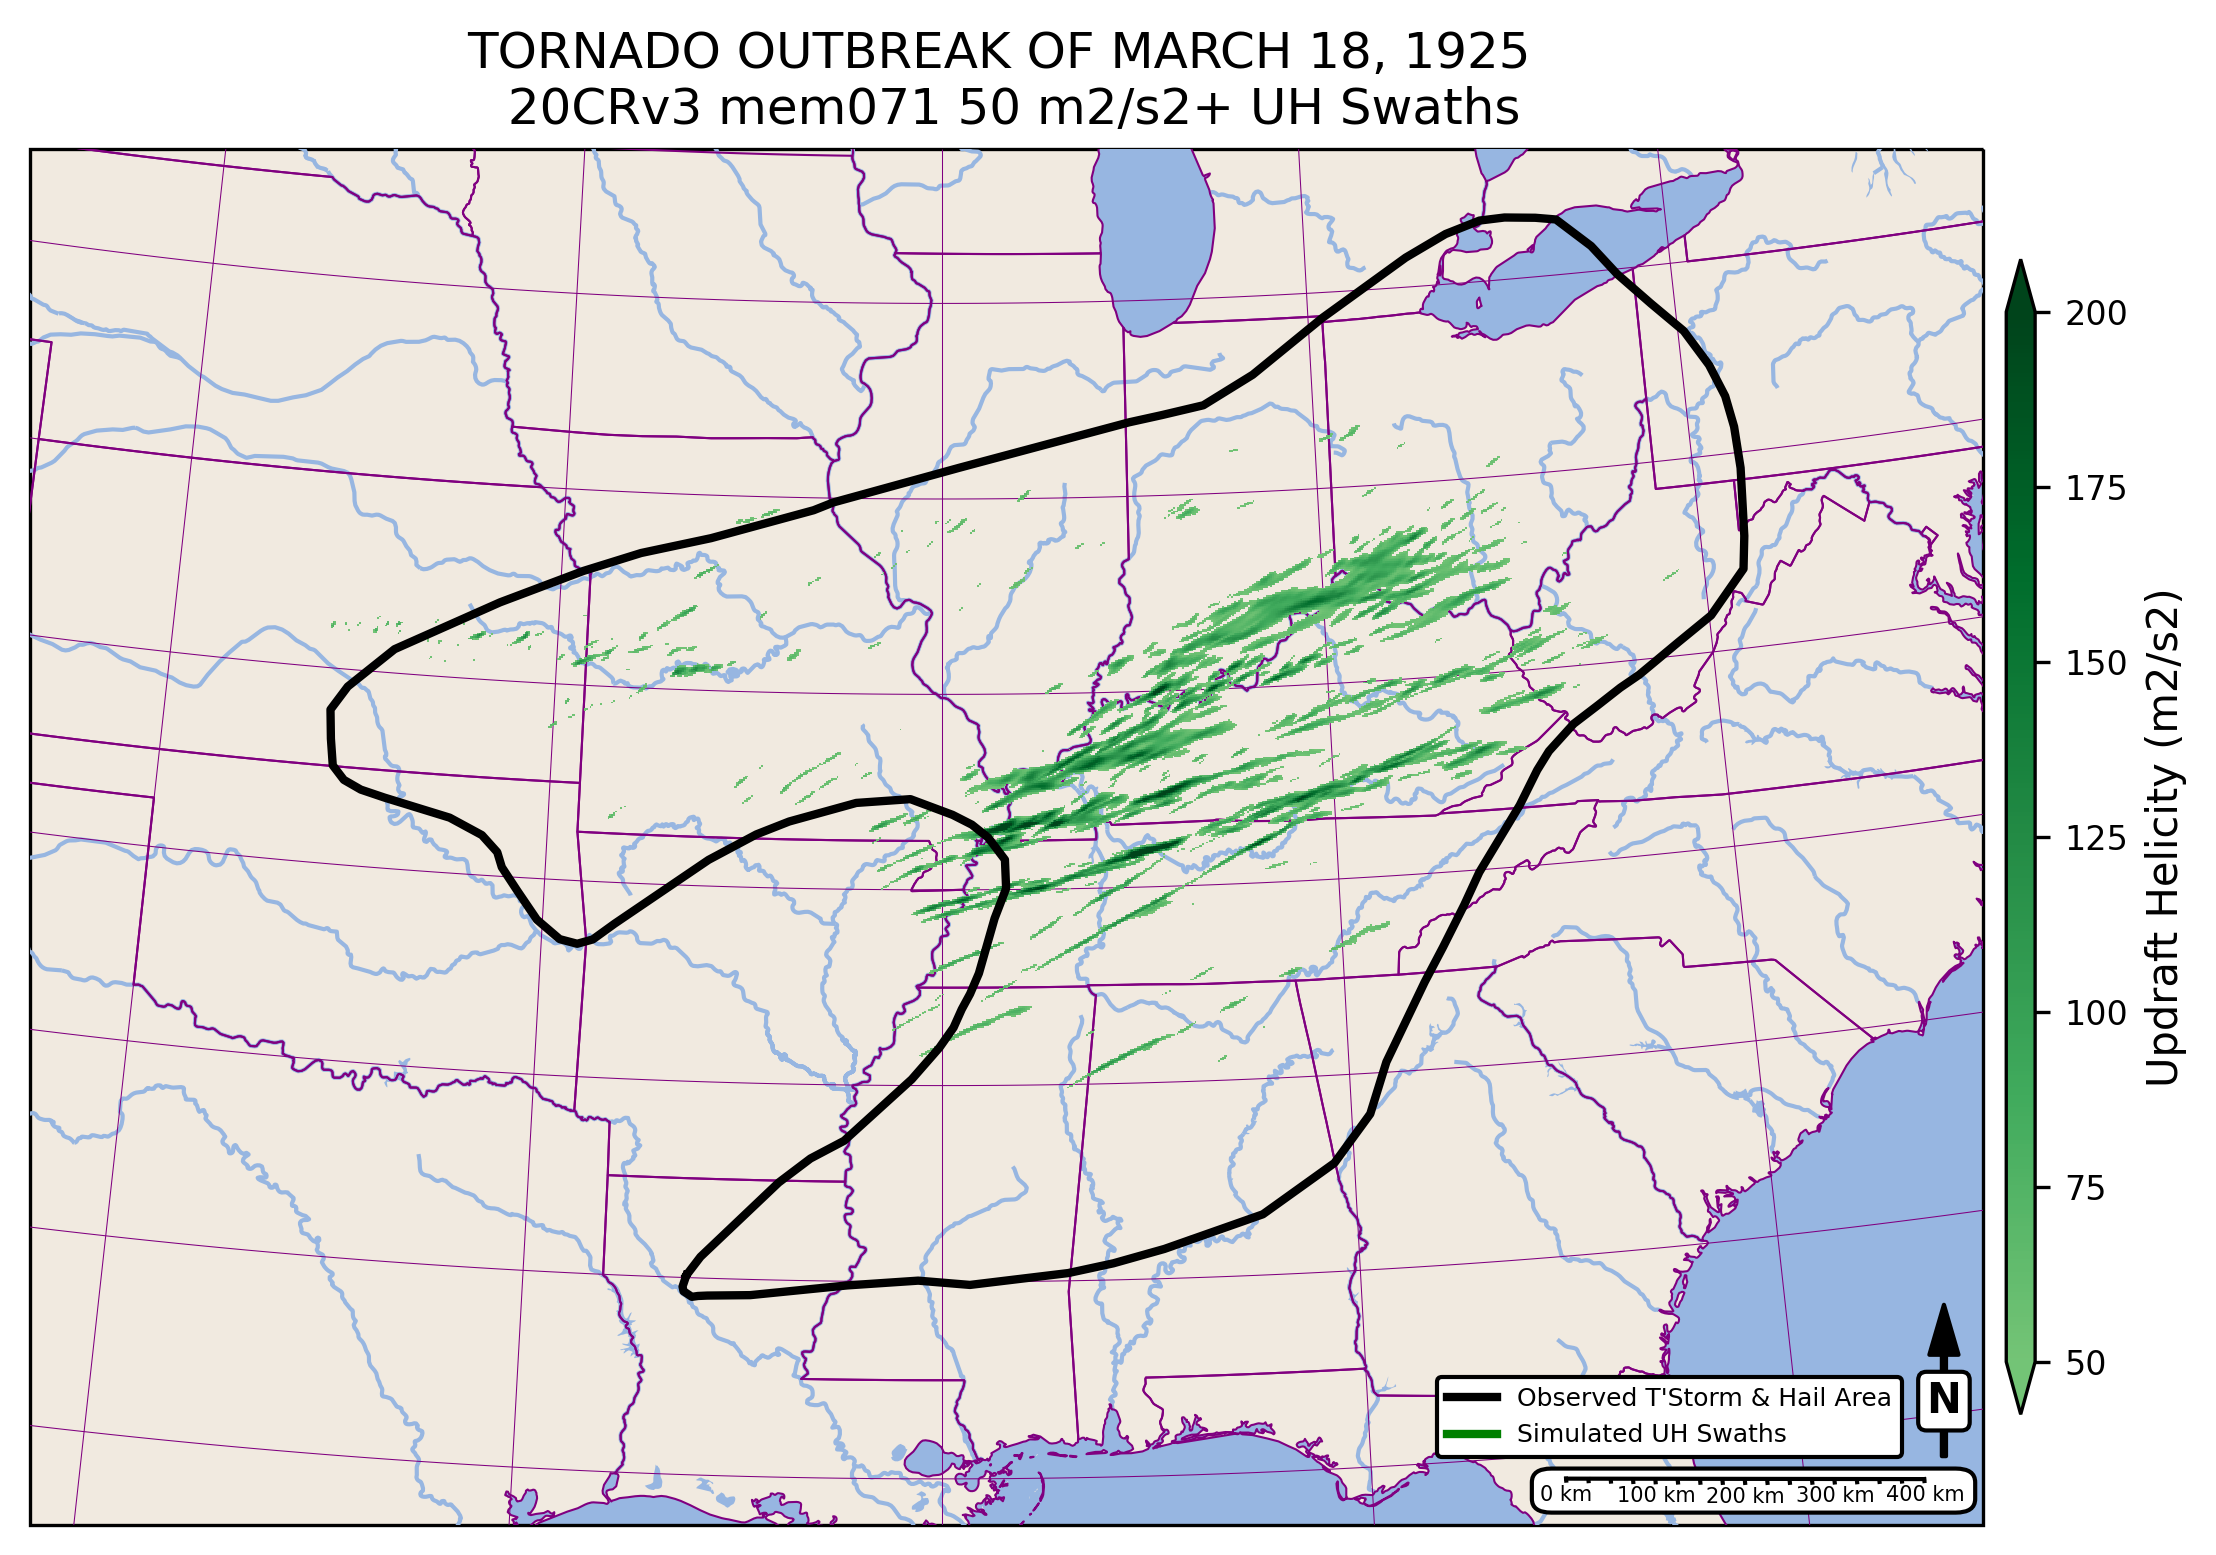 TORNADO OUTBREAK OF MARCH 18, 1925
20CRv3 mem071 50 m2/s2+ UH Swaths
200
175
150
125
100
75
50
Updraft Helicity (m2/s2)
Observed T'Storm & Hail Area
Simulated UH Swaths
N
0 km 100 km 200 km 300 km 400 km